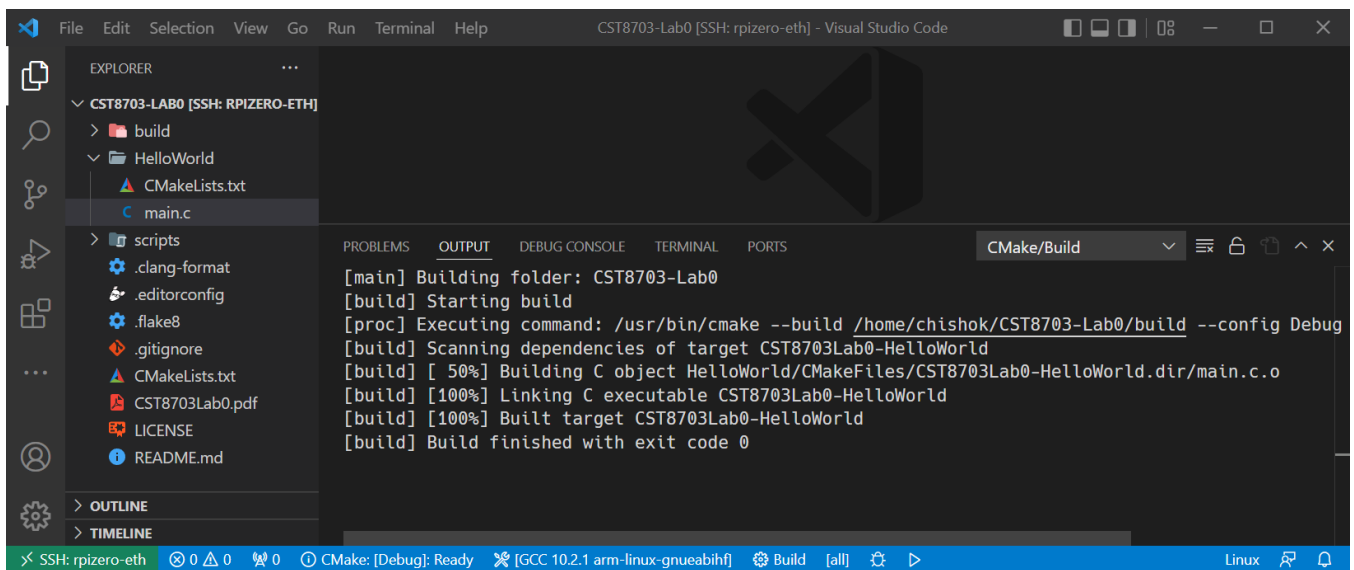 File Edit Selection View Go Run Terminal Help CST8703-Lab0 [SSH: rpizero-eth] - Visual Studio Code
EXPLORER
CST8703-LAB0 [SSH: RPIZERO-ETH]
build
HelloWorld
CMakeLists.txt
C main.c
scripts
.clang-format
.editorconfig
.flake8
.gitignore
CMakeLists.txt
CST8703Lab0.pdf
LICENSE
README.md
OUTLINE
TIMELINE
PROBLEMS OUTPUT DEBUG CONSOLE TERMINAL PORTS CMake/Build
[main] Building folder: CST8703-Lab0
[build] Starting build
[proc] Executing command: /usr/bin/cmake --build /home/chishok/CST8703-Lab0/build --config Debug
[build] Scanning dependencies of target CST8703Lab0-HelloWorld
[build] [ 50%] Building C object HelloWorld/CMakeFiles/CST8703Lab0-HelloWorld.dir/main.c.o
[build] [100%] Linking C executable CST8703Lab0-HelloWorld
[build] [100%] Built target CST8703Lab0-HelloWorld
[build] Build finished with exit code 0
SSH: rpizero-eth 0 0 0 CMake: [Debug]: Ready [GCC 10.2.1 arm-linux-gnueabihf] Build [all] Linux